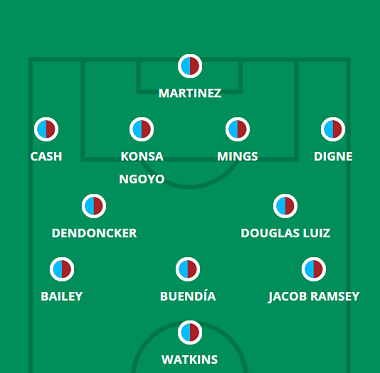 MARTINEZ
CASH KONSA MINGS DIGNE
NGOYO
DENDONCKER DOUGLAS LUIZ
BAILEY BUENDÍA JACOB RAMSEY
WATKINS